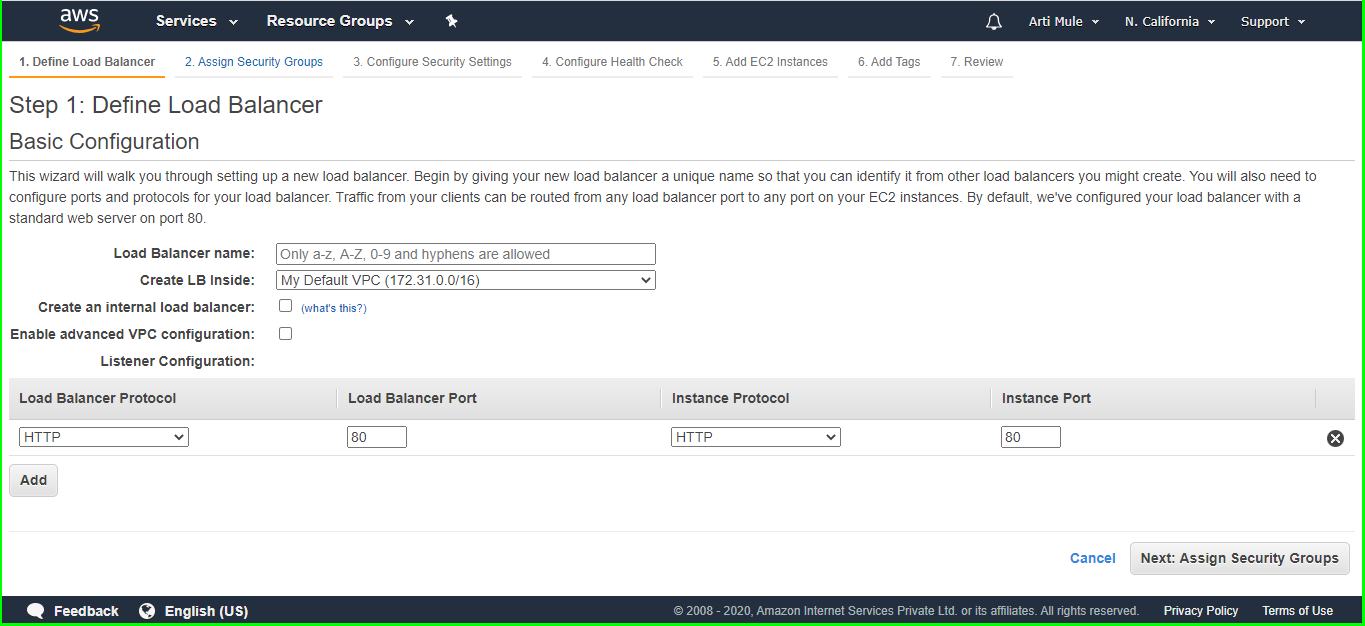 aws Services Resource Groups Arti Mule N. California Support
1. Define Load Balancer 2. Assign Security Groups 3. Configure Security Settings 4. Configure Health Check 5. Add EC2 Instances 6. Add Tags 7. Review
Step 1: Define Load Balancer
Basic Configuration
This wizard will walk you through setting up a new load balancer. Begin by giving your new load balancer a unique name so that you can identify it from other load balancers you might create. You will also need to
configure ports and protocols for your load balancer. Traffic from your clients can be routed from any load balancer port to any port on your EC2 instances. By default, we've configured your load balancer with a
standard web server on port 80.
Load Balancer name: Only a-z, A-Z, 0-9 and hyphens are allowed
Create LB Inside: My Default VPC (172.31.0.0/16)
Create an internal load balancer: (what's this?)
Enable advanced VPC configuration:
Listener Configuration:
Load Balancer Protocol Load Balancer Port Instance Protocol Instance Port
HTTP 80 HTTP 80
Add
Cancel Next: Assign Security Groups
Feedback English (US) © 2008 - 2020, Amazon Internet Services Private Ltd. or its affiliates. All rights reserved. Privacy Policy Terms of Use